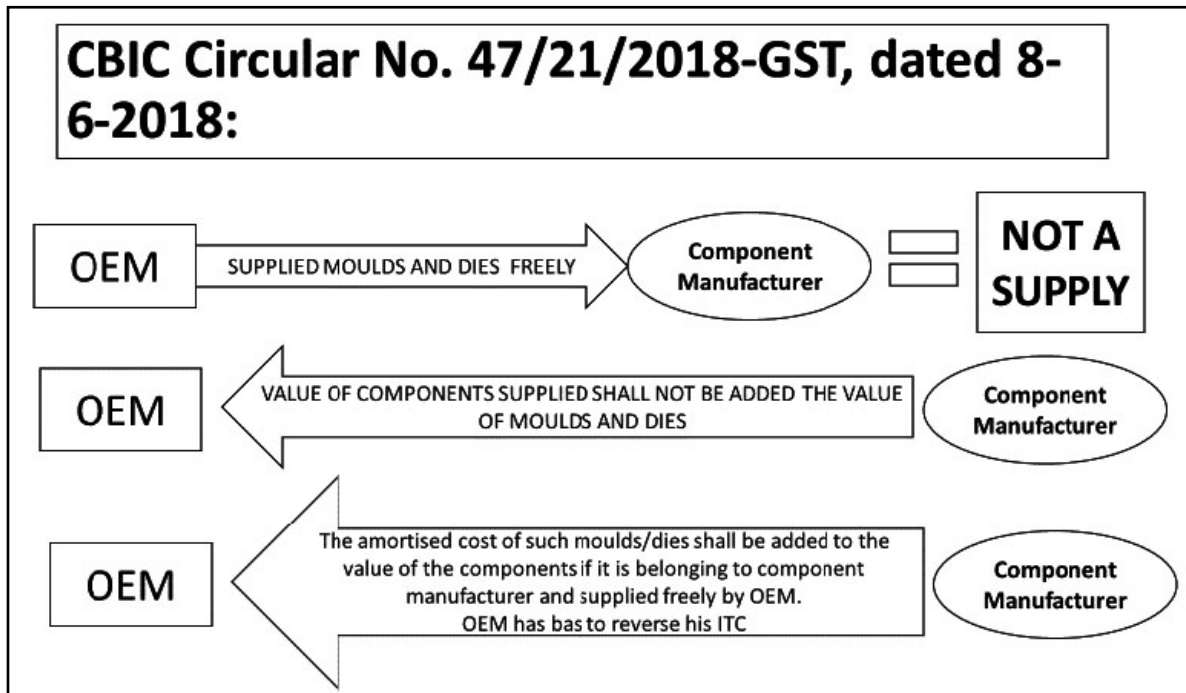 CBIC Circular No. 47/21/2018-GST, dated 8-
6-2018:
OEM
SUPPLIED MOULDS AND DIES FREELY
Component
Manufacturer
NOT A
SUPPLY
OEM
VALUE OF COMPONENTS SUPPLIED SHALL NOT BE ADDED THE VALUE
OF MOULDS AND DIES
Component
Manufacturer
OEM
The amortised cost of such moulds/dies shall be added to the
value of the components if it is belonging to component
manufacturer and supplied freely by OEM.
OEM has bas to reverse his ITC
Component
Manufacturer